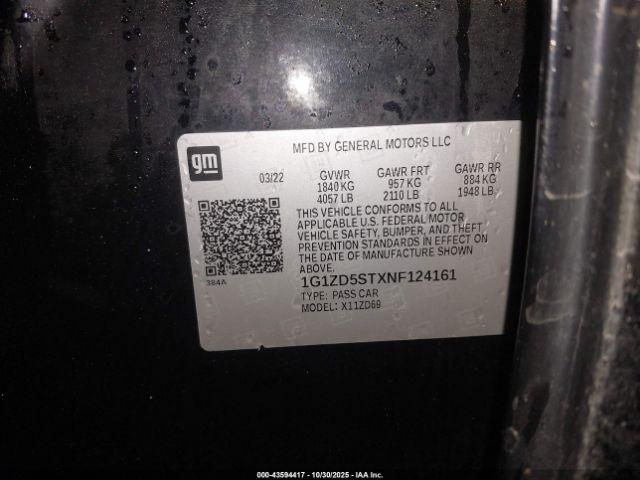 gm
MFD BY GENERAL MOTORS LLC
03/22 GVWR GAWR FRT GAWR RR
1840 KG 957 KG 884 KG
4057 LB 2110 LB 1948 LB
THIS VEHICLE CONFORMS TO ALL
APPLICABLE U.S. FEDERAL MOTOR
VEHICLE SAFETY, BUMPER, AND THEFT
PREVENTION STANDARDS IN EFFECT ON
THE DATE OF MANUFACTURE SHOWN
ABOVE.
384A
1G1ZD5STXNF124161
TYPE: PASS CAR
MODEL: X11ZD69
000-43594417 - 10/30/2025 - IAA Inc.